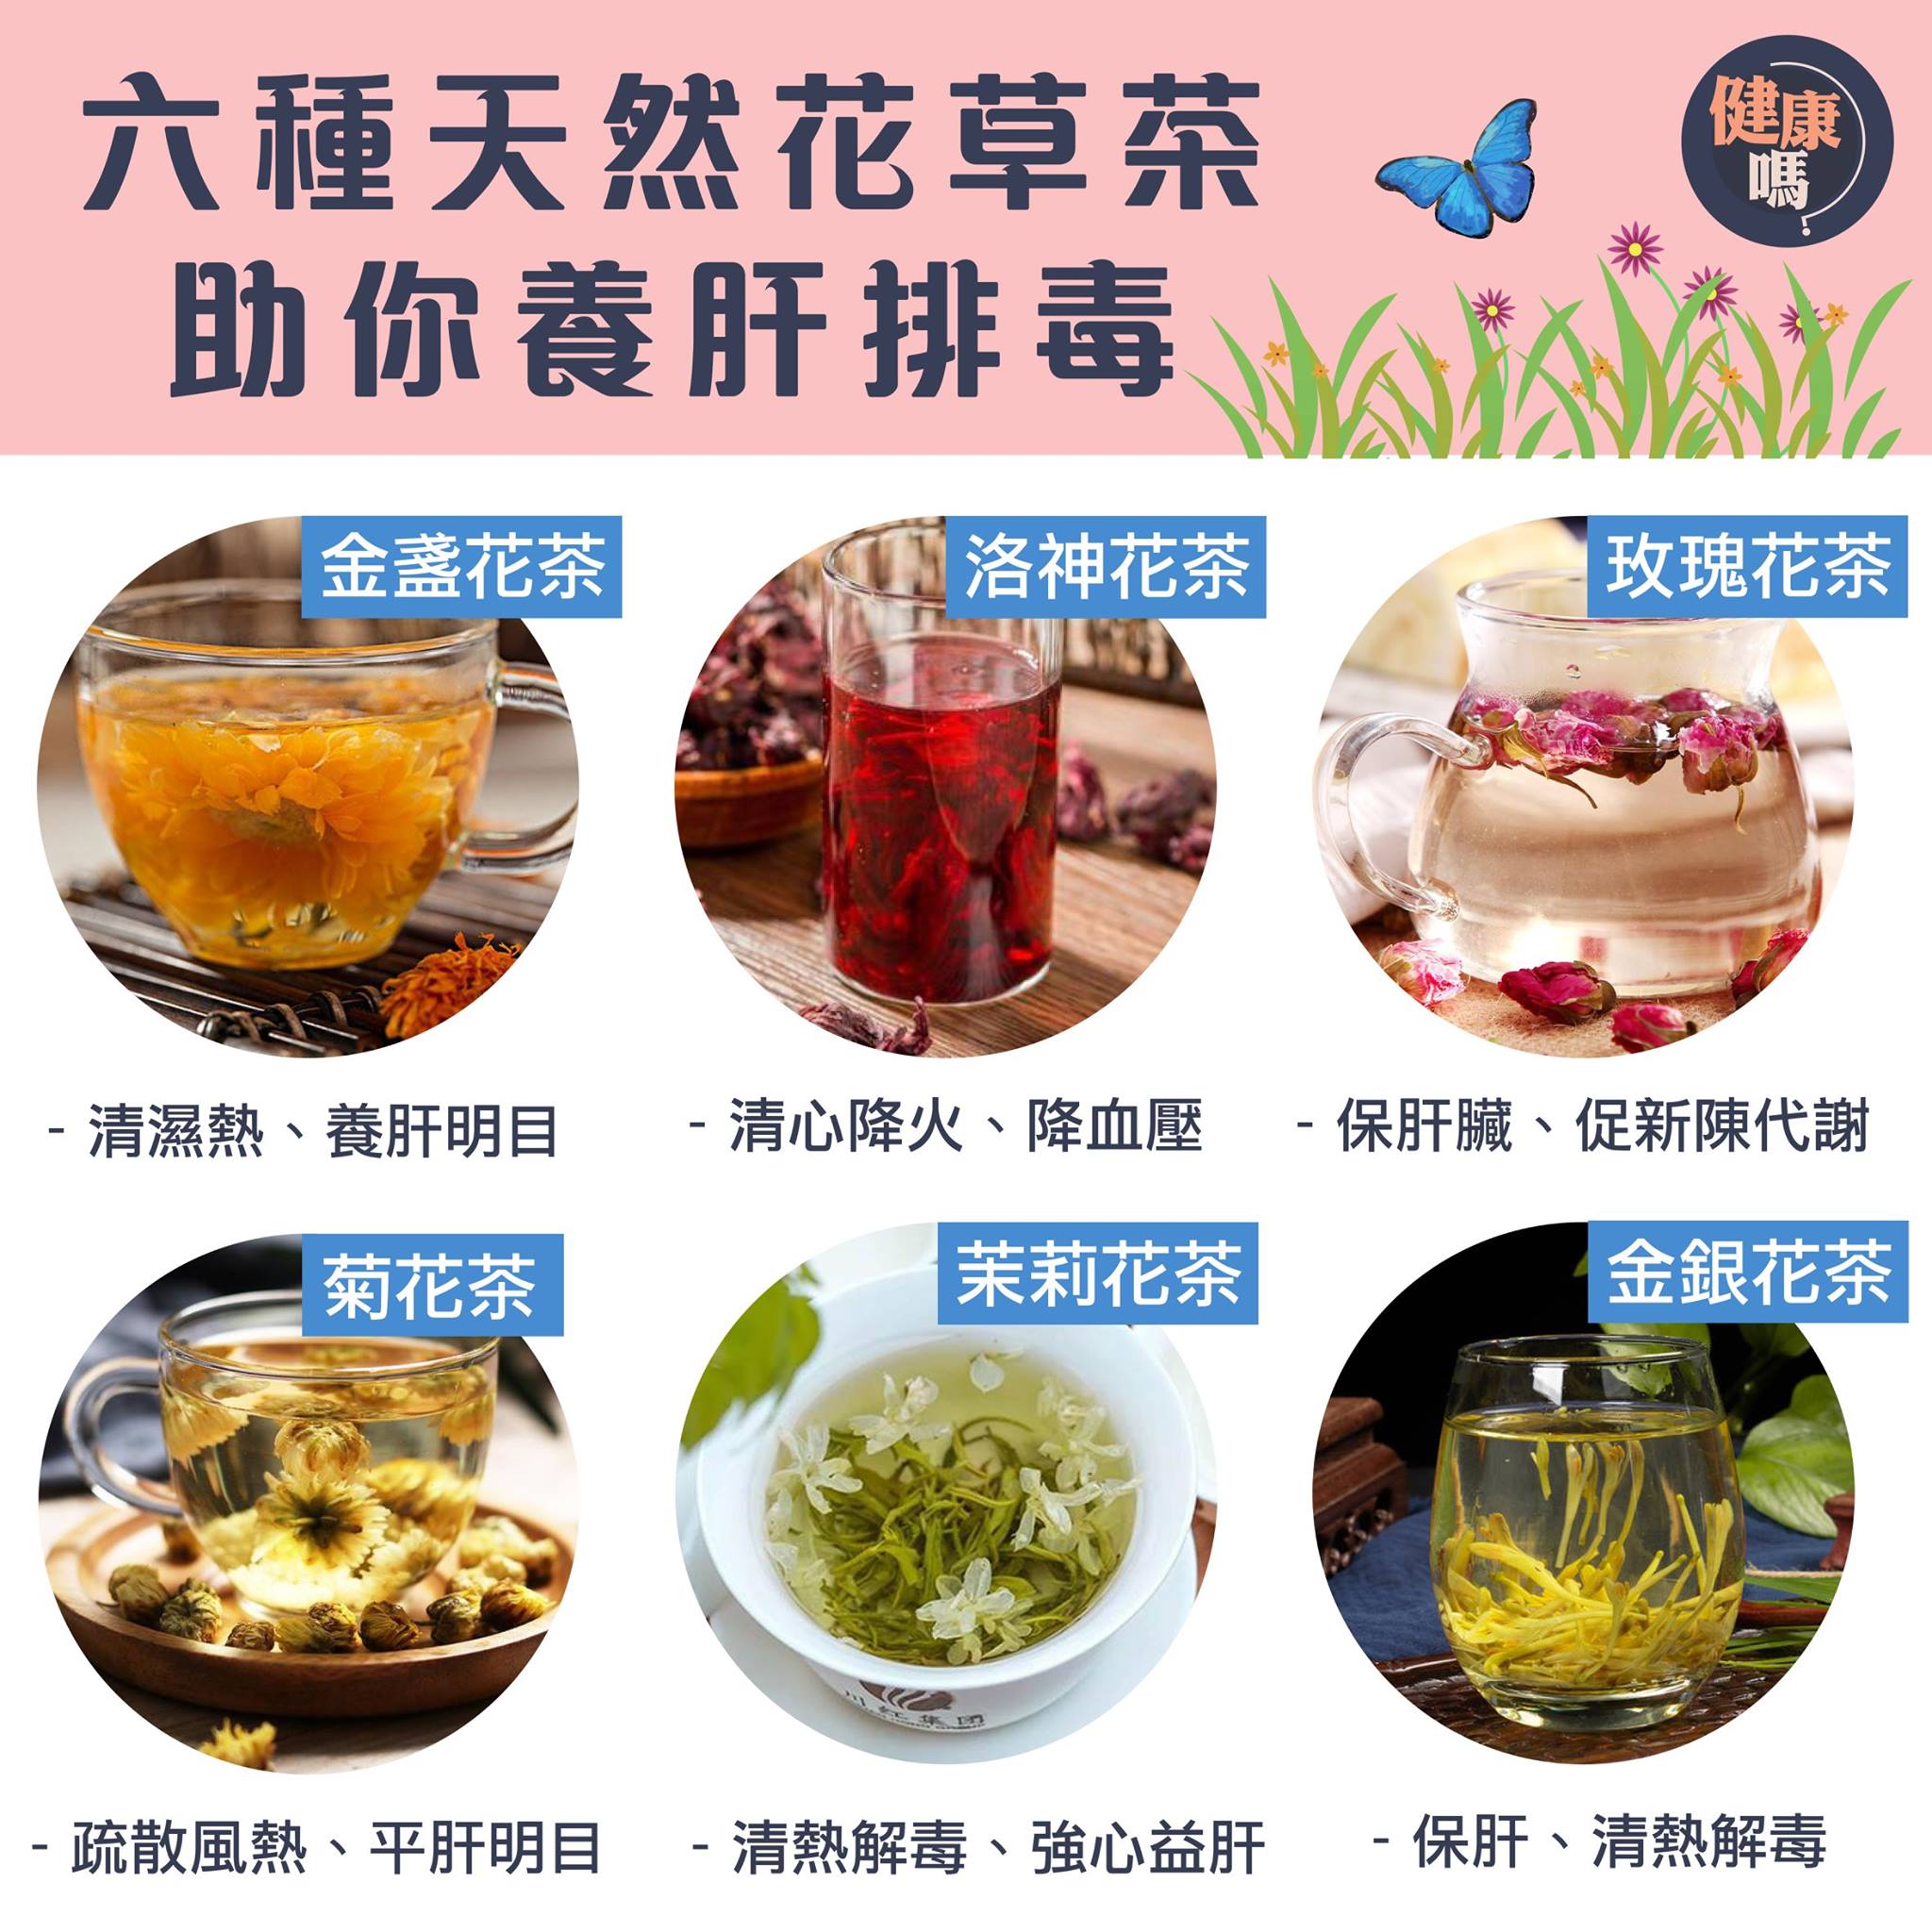 六種天然花草茶
助你養肝排毒
健康
嗎?
金盞花茶
洛神花茶
玫瑰花茶
- 清濕熱、養肝明目
- 清心降火、降血壓
- 保肝臟、促新陳代謝
菊花茶
茉莉花茶
金銀花茶
川红集团
- 疏散風熱、平肝明目
- 清熱解毒、強心益肝
- 保肝、清熱解毒